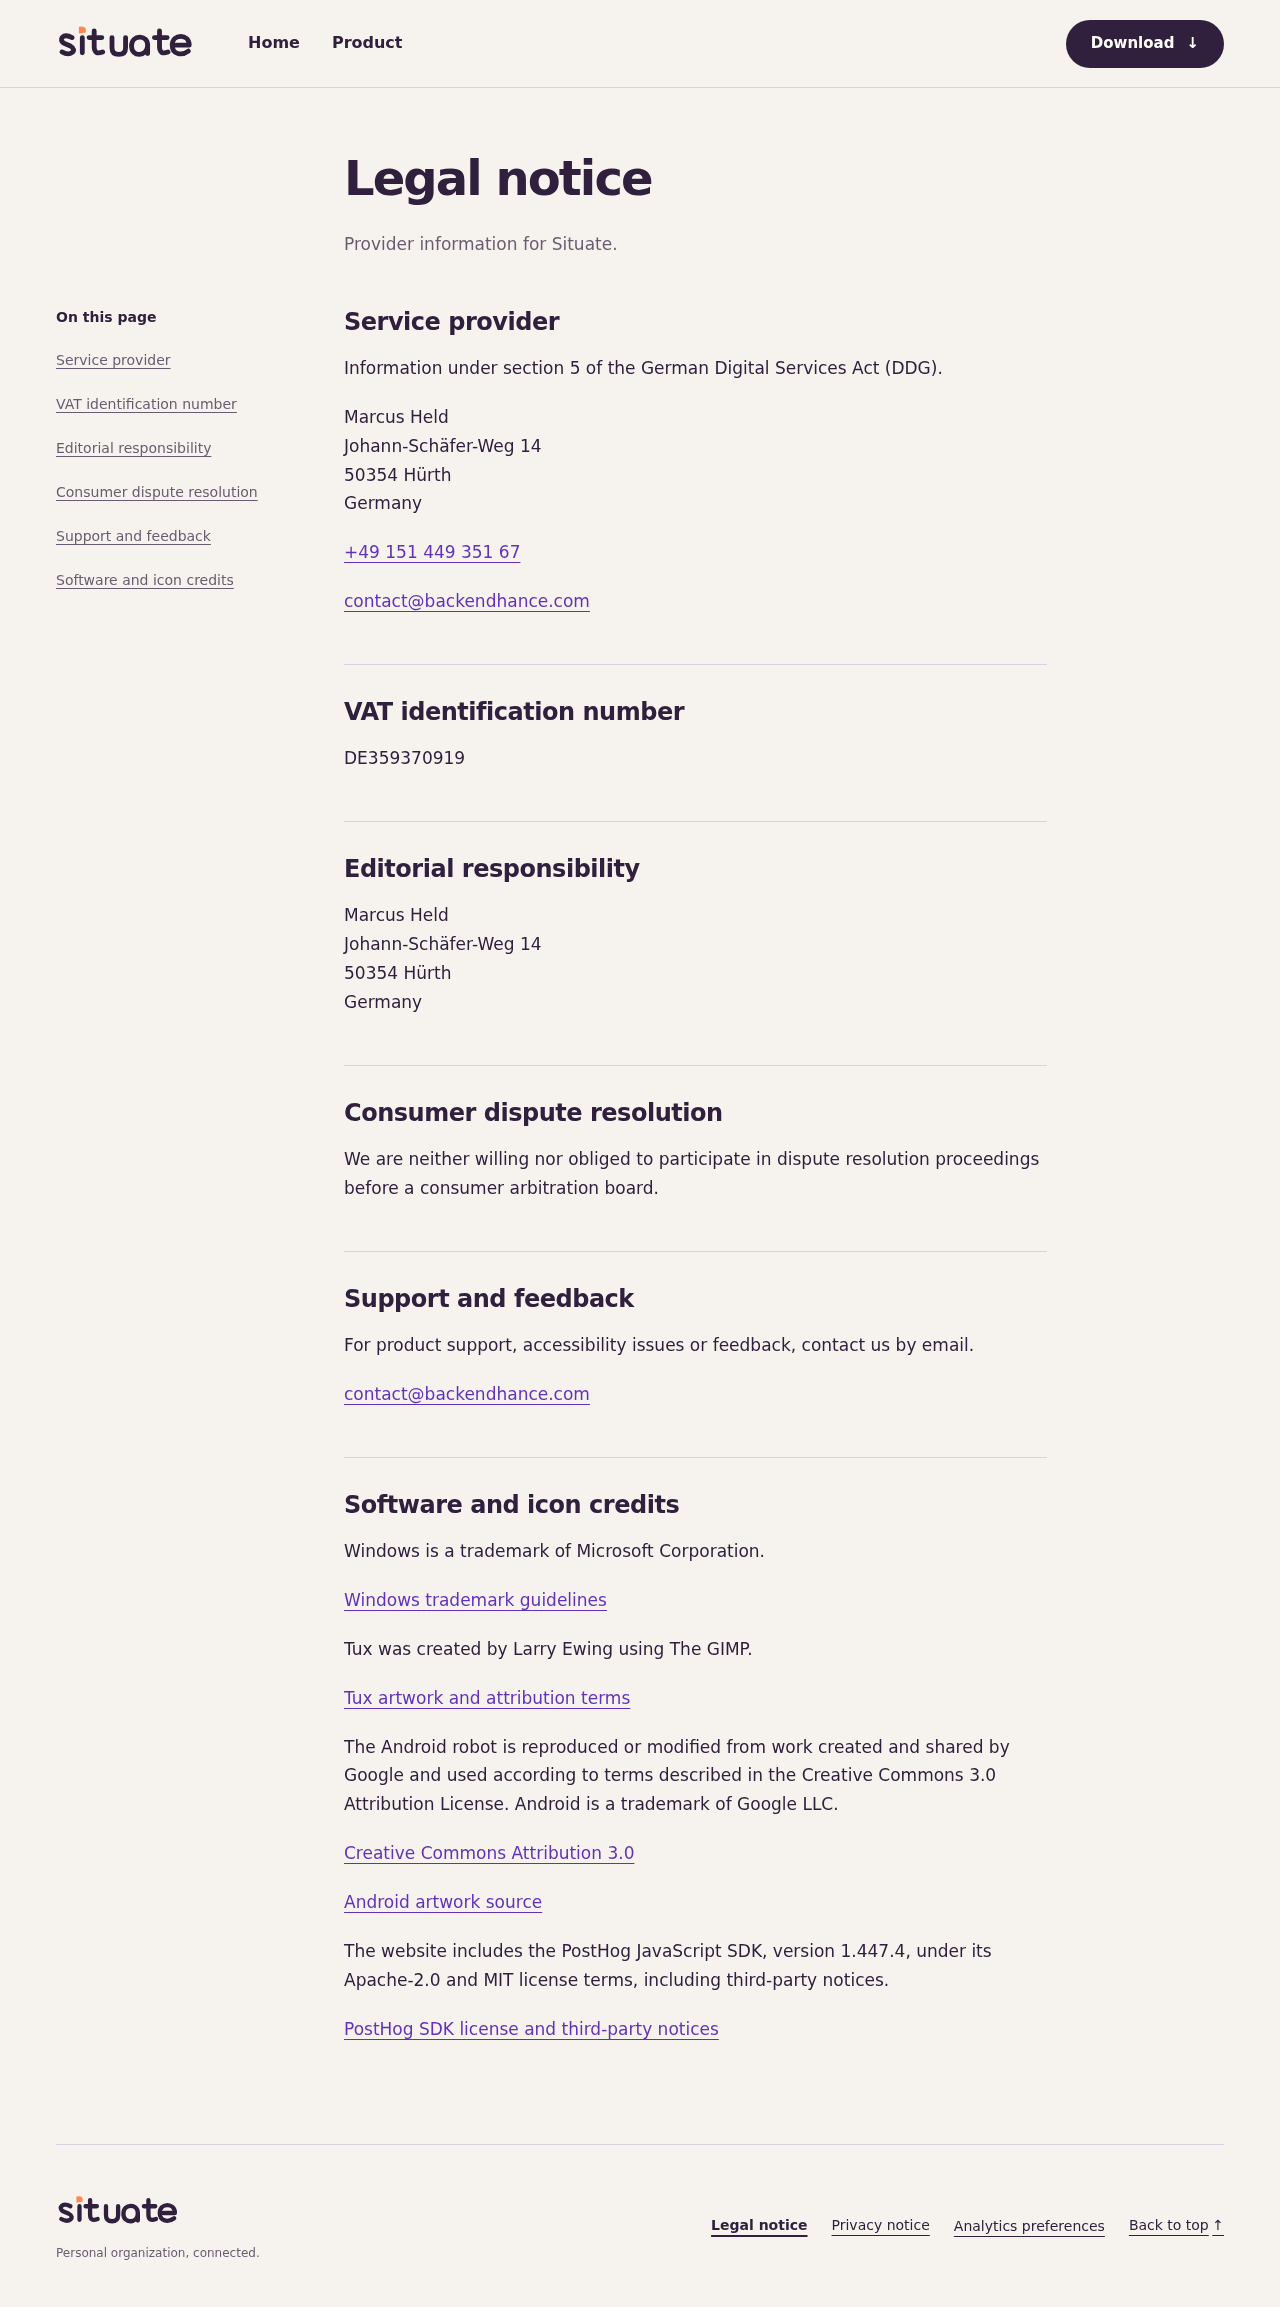 situate
Home
Product
Download ↓
Legal notice
Provider information for Situate.
On this page
Service provider
VAT identification number
Editorial responsibility
Consumer dispute resolution
Support and feedback
Software and icon credits
Service provider
Information under section 5 of the German Digital Services Act (DDG).
Marcus Held
Johann-Schäfer-Weg 14
50354 Hürth
Germany
+49 151 449 351 67
contact@backendhance.com
VAT identification number
DE359370919
Editorial responsibility
Marcus Held
Johann-Schäfer-Weg 14
50354 Hürth
Germany
Consumer dispute resolution
We are neither willing nor obliged to participate in dispute resolution proceedings
before a consumer arbitration board.
Support and feedback
For product support, accessibility issues or feedback, contact us by email.
contact@backendhance.com
Software and icon credits
Windows is a trademark of Microsoft Corporation.
Windows trademark guidelines
Tux was created by Larry Ewing using The GIMP.
Tux artwork and attribution terms
The Android robot is reproduced or modified from work created and shared by
Google and used according to terms described in the Creative Commons 3.0
Attribution License. Android is a trademark of Google LLC.
Creative Commons Attribution 3.0
Android artwork source
The website includes the PostHog JavaScript SDK, version 1.447.4, under its
Apache-2.0 and MIT license terms, including third-party notices.
PostHog SDK license and third-party notices
situate
Personal organization, connected.
Legal notice
Privacy notice
Analytics preferences
Back to top ↑